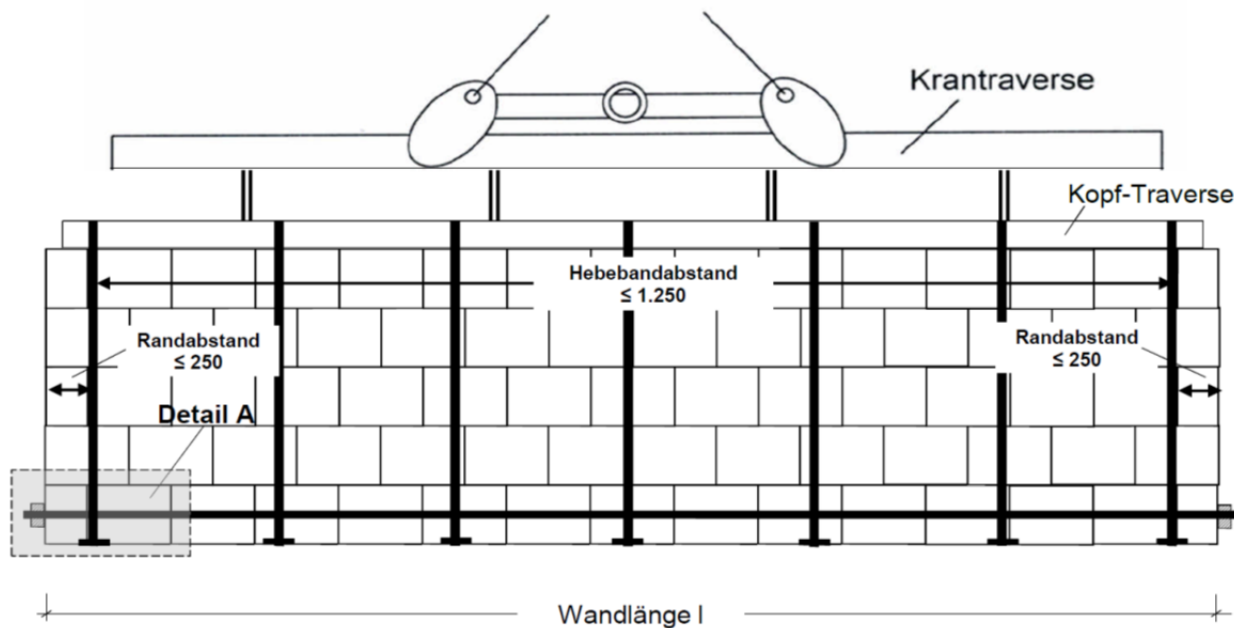 Krantraverse
Kopf-Traverse
Hebebandabstand
≤ 1.250
Randabstand
≤ 250
Randabstand
≤ 250
Detail A
Wandlänge l